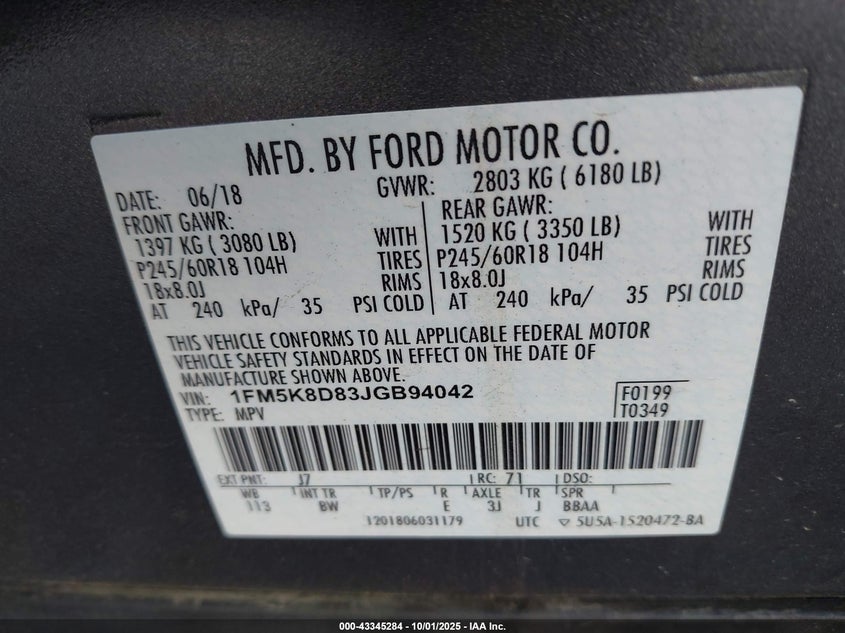 MFD. BY FORD MOTOR CO.
DATE: 06/18 GVWR: 2803 KG ( 6180 LB)
FRONT GAWR: REAR GAWR:
1397 KG ( 3080 LB) WITH 1520 KG ( 3350 LB) WITH
P245/60R18 104H TIRES P245/60R18 104H TIRES
18x8.0J RIMS 18x8.0J RIMS
AT 240 kPa/ 35 PSI COLD AT 240 kPa/ 35 PSI COLD
THIS VEHICLE CONFORMS TO ALL APPLICABLE FEDERAL MOTOR
VEHICLE SAFETY STANDARDS IN EFFECT ON THE DATE OF
MANUFACTURE SHOWN ABOVE.
VIN: 1FM5K8D83JGB94042 F0199
TYPE: MPV T0349
EXT PNT: J7 RC: 71 DSO:
WB INT TR TP/PS R AXLE TR SPR
113 BW E 3J J BBAA
1201806031179 UTC ▽ 5U5A-1520472-BA
000-43345284 - 10/01/2025 - IAA Inc.